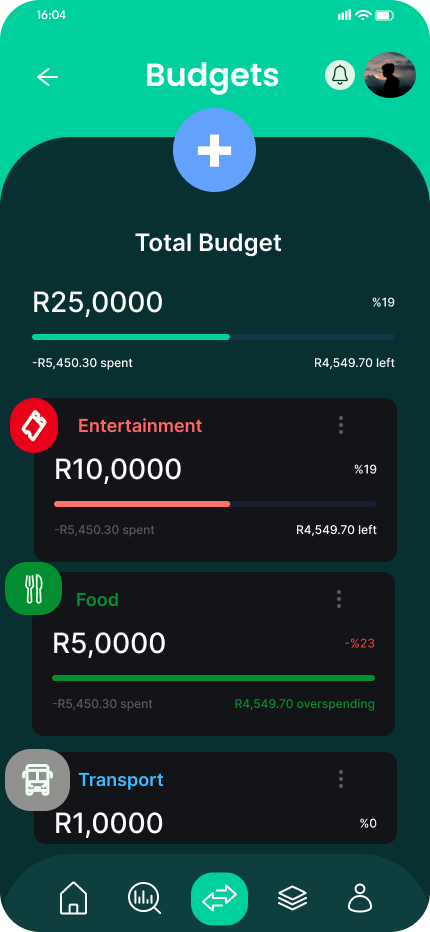 16:04
Budgets
Total Budget
R25,0000 %19
-R5,450.30 spent R4,549.70 left
Entertainment
R10,0000 %19
-R5,450.30 spent R4,549.70 left
Food
R5,0000 -%23
-R5,450.30 spent R4,549.70 overspending
Transport
R1,0000 %0